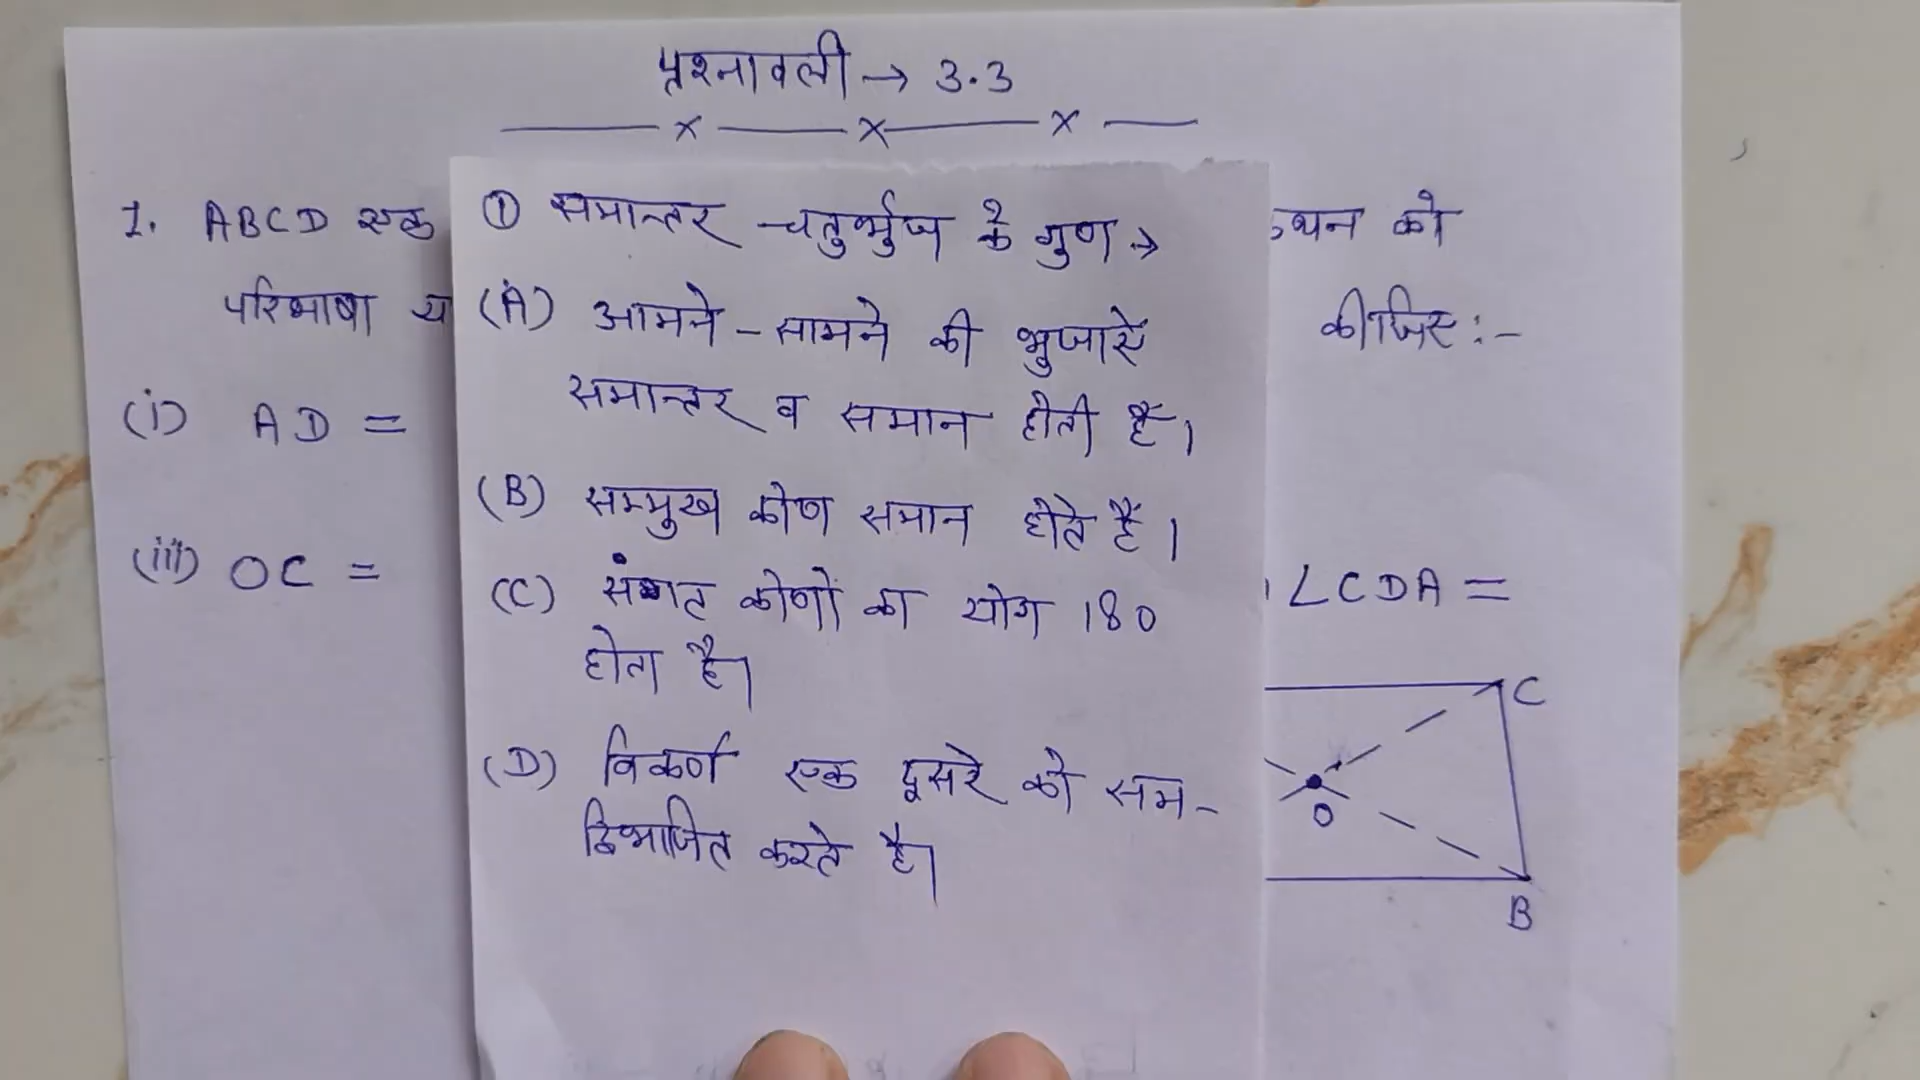 प्रश्नावली → 3.3
1. ABCD एक
परिभाषा
(i) AD =
(iii) OC =
① समान्तर चतुर्भुज के गुण →
(A) आमने - सामने की भुजाऐं
समान्तर व समान होती हैं।
(B) सम्मुख कोण समान होते हैं।
(C) संगत कोणों का योग 180
होता है।
(D) विकर्ण एक दूसरे को सम-
द्विभाजित करते है।
को
कीजिए :-
∠CDA =
C
O
B